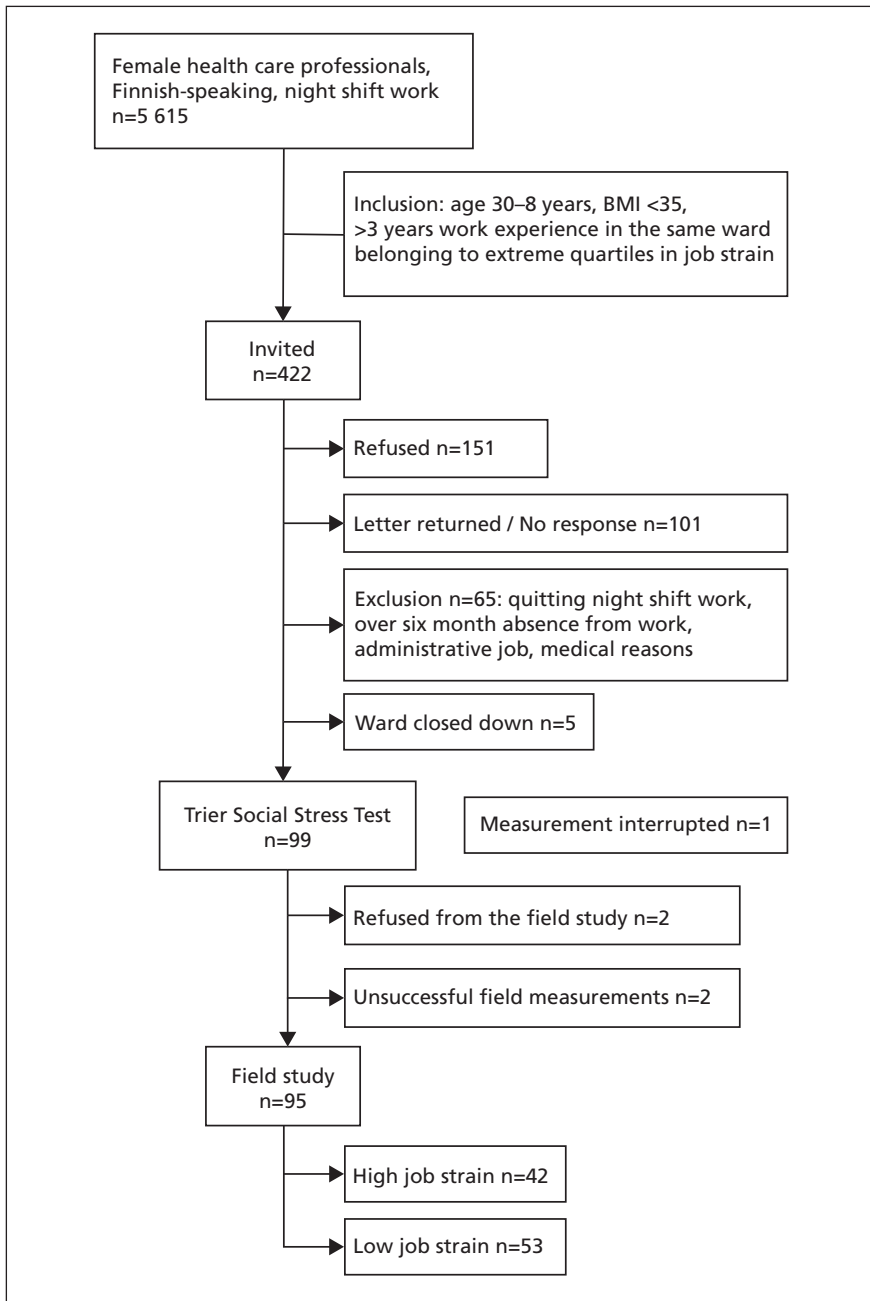 Female health care professionals,
Finnish-speaking, night shift work
n=5 615
Inclusion: age 30–8 years, BMI <35,
>3 years work experience in the same ward
belonging to extreme quartiles in job strain
Invited
n=422
Refused n=151
Letter returned / No response n=101
Exclusion n=65: quitting night shift work,
over six month absence from work,
administrative job, medical reasons
Ward closed down n=5
Trier Social Stress Test
n=99
Measurement interrupted n=1
Refused from the field study n=2
Unsuccessful field measurements n=2
Field study
n=95
High job strain n=42
Low job strain n=53